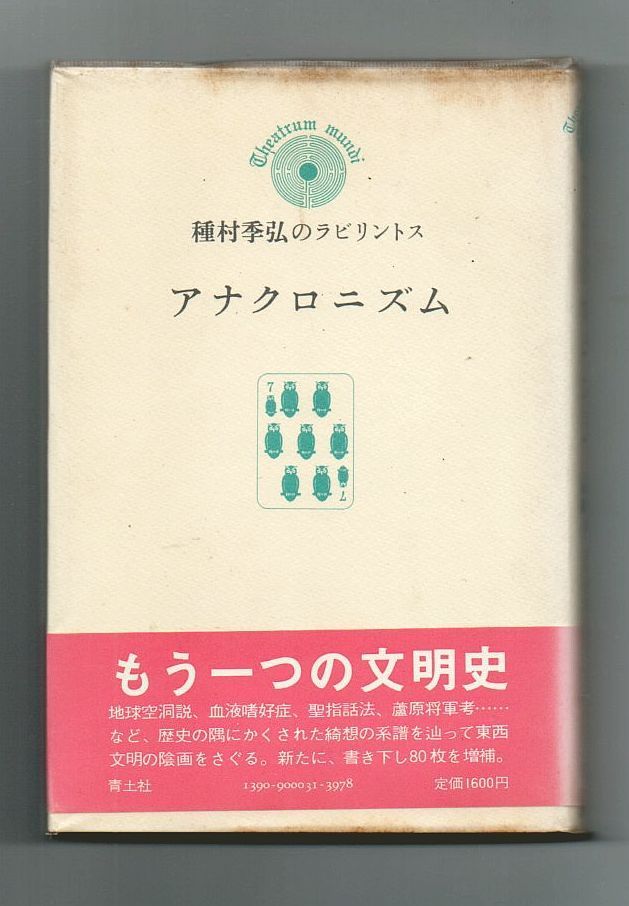 Theatrum mundi
種村季弘のラビリントス
アナクロニズム
7
7
もう一つの文明史
地球空洞説、血液嗜好症、聖指話法、蘆原将軍考……
など、歴史の隅にかくされた綺想の系譜を辿って東西
文明の陰画をさぐる。新たに、書き下し80枚を増補。
青土社 1390-900031-3978 定価1600円